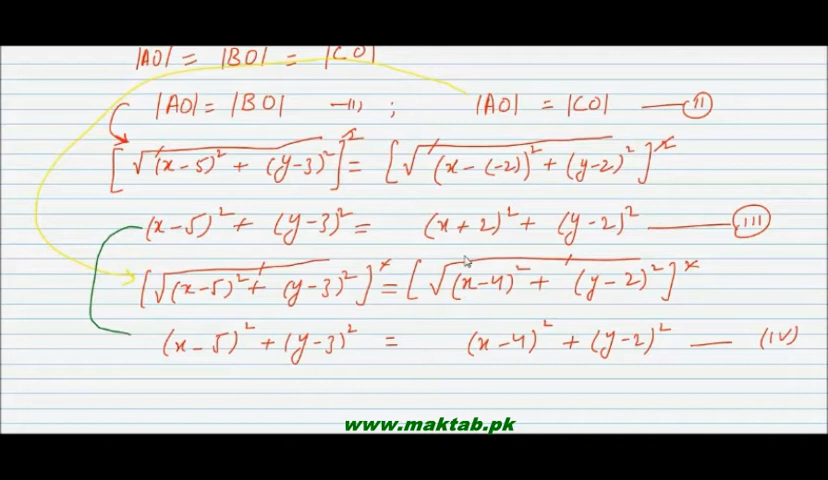 |AO| = |BO| = |CO|
|AO| = |BO| —(I) ; |AO| = |CO| —(II)
[√(x-5)² + (y-3)²]² = [√(x-(-2))² + (y-2)²]²
(x-5)² + (y-3)² = (x+2)² + (y-2)² —(III)
[√(x-5)² + (y-3)²]² = [√(x-4)² + (y-2)²]²
(x-5)² + (y-3)² = (x-4)² + (y-2)² — (IV)
www.maktab.pk